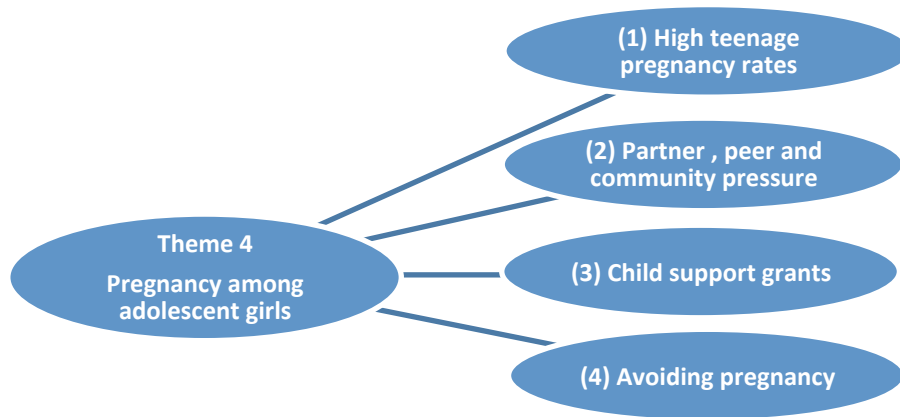 (1) High teenage
pregnancy rates
(2) Partner , peer and
community pressure
Theme 4
Pregnancy among
adolescent girls
(3) Child support grants
(4) Avoiding pregnancy